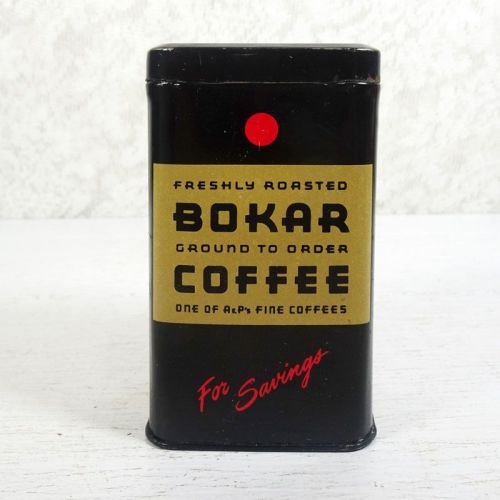 FRESHLY ROASTED
BOKAR
GROUND TO ORDER
COFFEE
ONE OF A&P's FINE COFFEES
For Savings